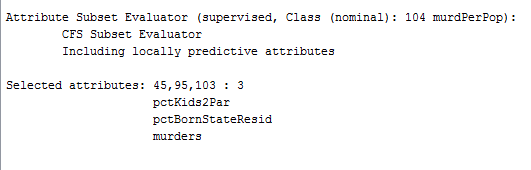 Attribute Subset Evaluator (supervised, Class (nominal): 104 murdPerPop):
CFS Subset Evaluator
Including locally predictive attributes
Selected attributes: 45,95,103 : 3
pctKids2Par
pctBornStateResid
murders